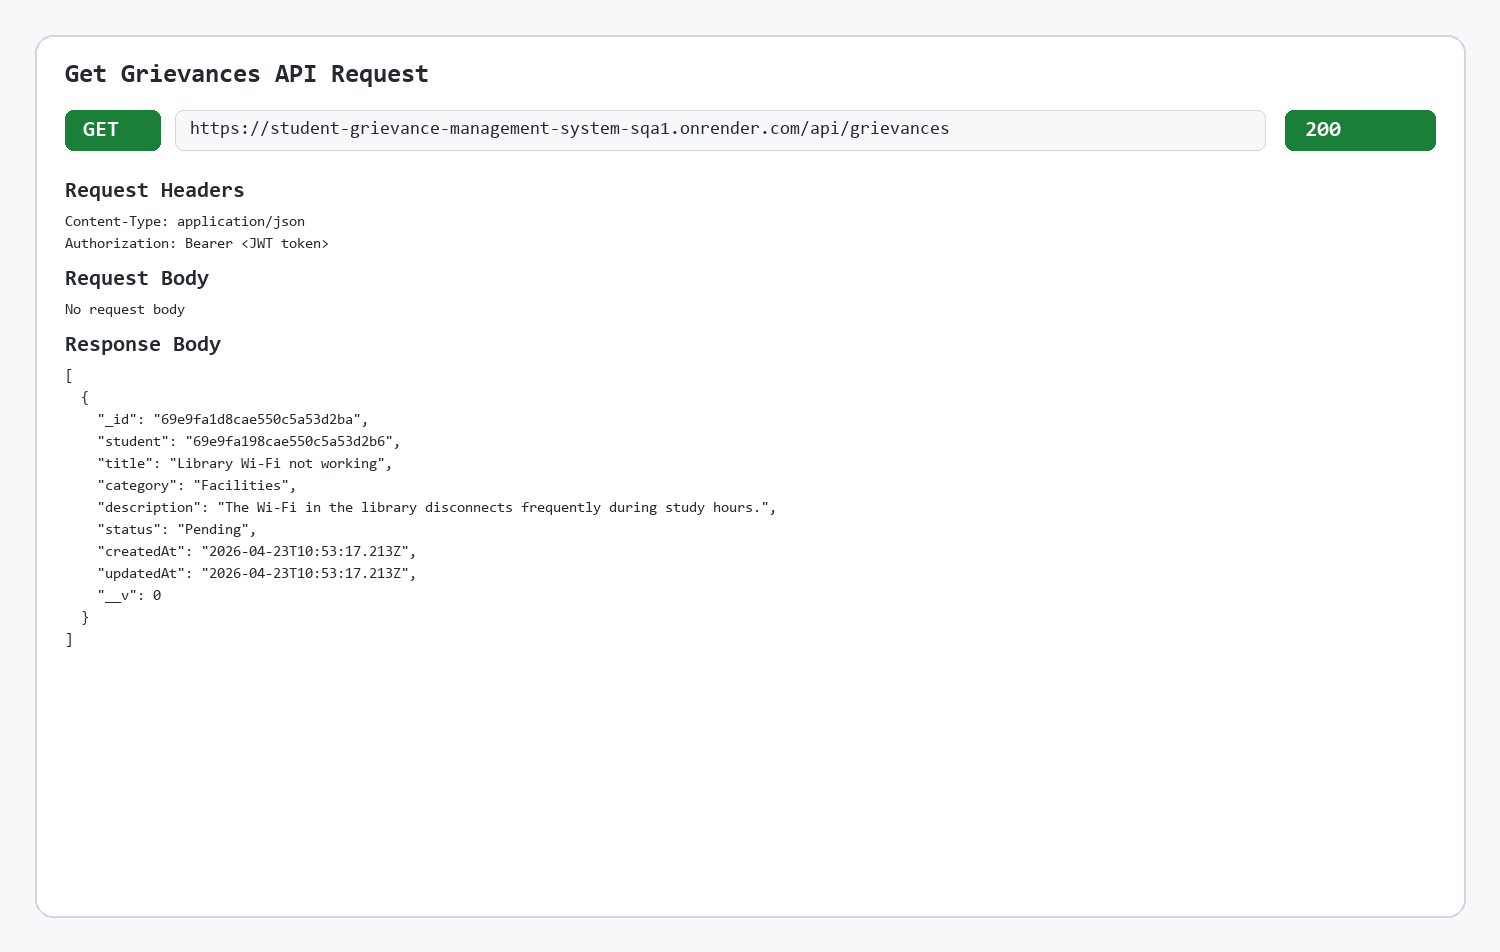 Get Grievances API Request
GET https://student-grievance-management-system-sqa1.onrender.com/api/grievances 200
Request Headers
Content-Type: application/json
Authorization: Bearer <JWT token>
Request Body
No request body
Response Body
[
  {
    "_id": "69e9fa1d8cae550c5a53d2ba",
    "student": "69e9fa198cae550c5a53d2b6",
    "title": "Library Wi-Fi not working",
    "category": "Facilities",
    "description": "The Wi-Fi in the library disconnects frequently during study hours.",
    "status": "Pending",
    "createdAt": "2026-04-23T10:53:17.213Z",
    "updatedAt": "2026-04-23T10:53:17.213Z",
    "__v": 0
  }
]